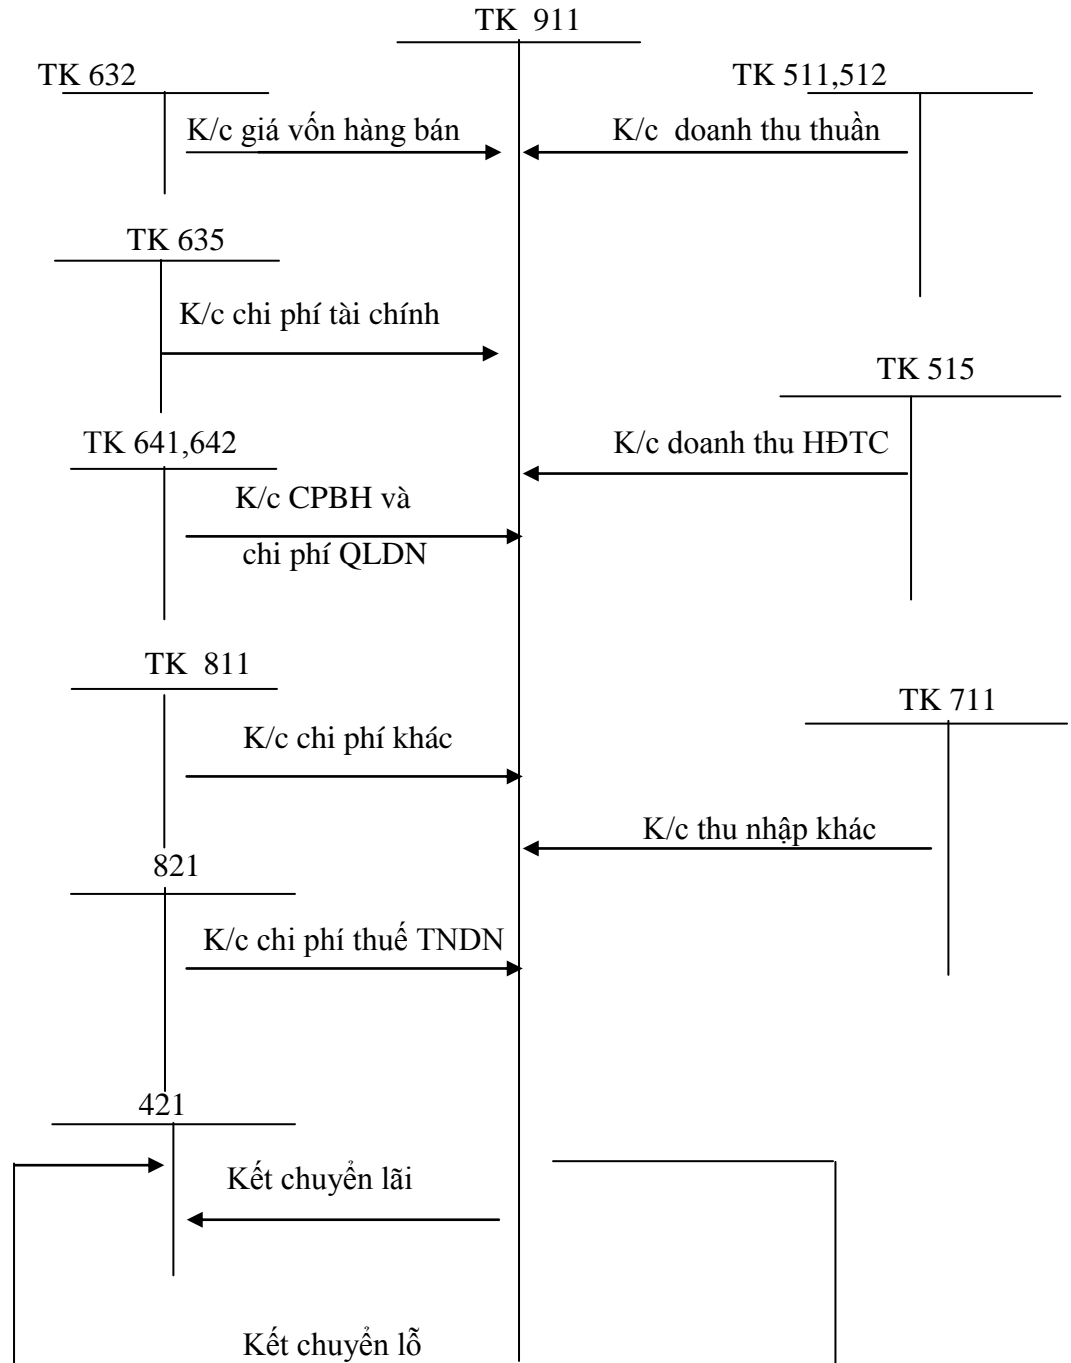 TK 911
TK 632
TK 511,512
K/c giá vốn hàng bán
K/c doanh thu thuần
TK 635
K/c chi phí tài chính
TK 515
TK 641,642
K/c doanh thu HĐTC
K/c CPBH và
chi phí QLDN
TK 811
TK 711
K/c chi phí khác
K/c thu nhập khác
821
K/c chi phí thuế TNDN
421
Kết chuyển lãi
Kết chuyển lỗ